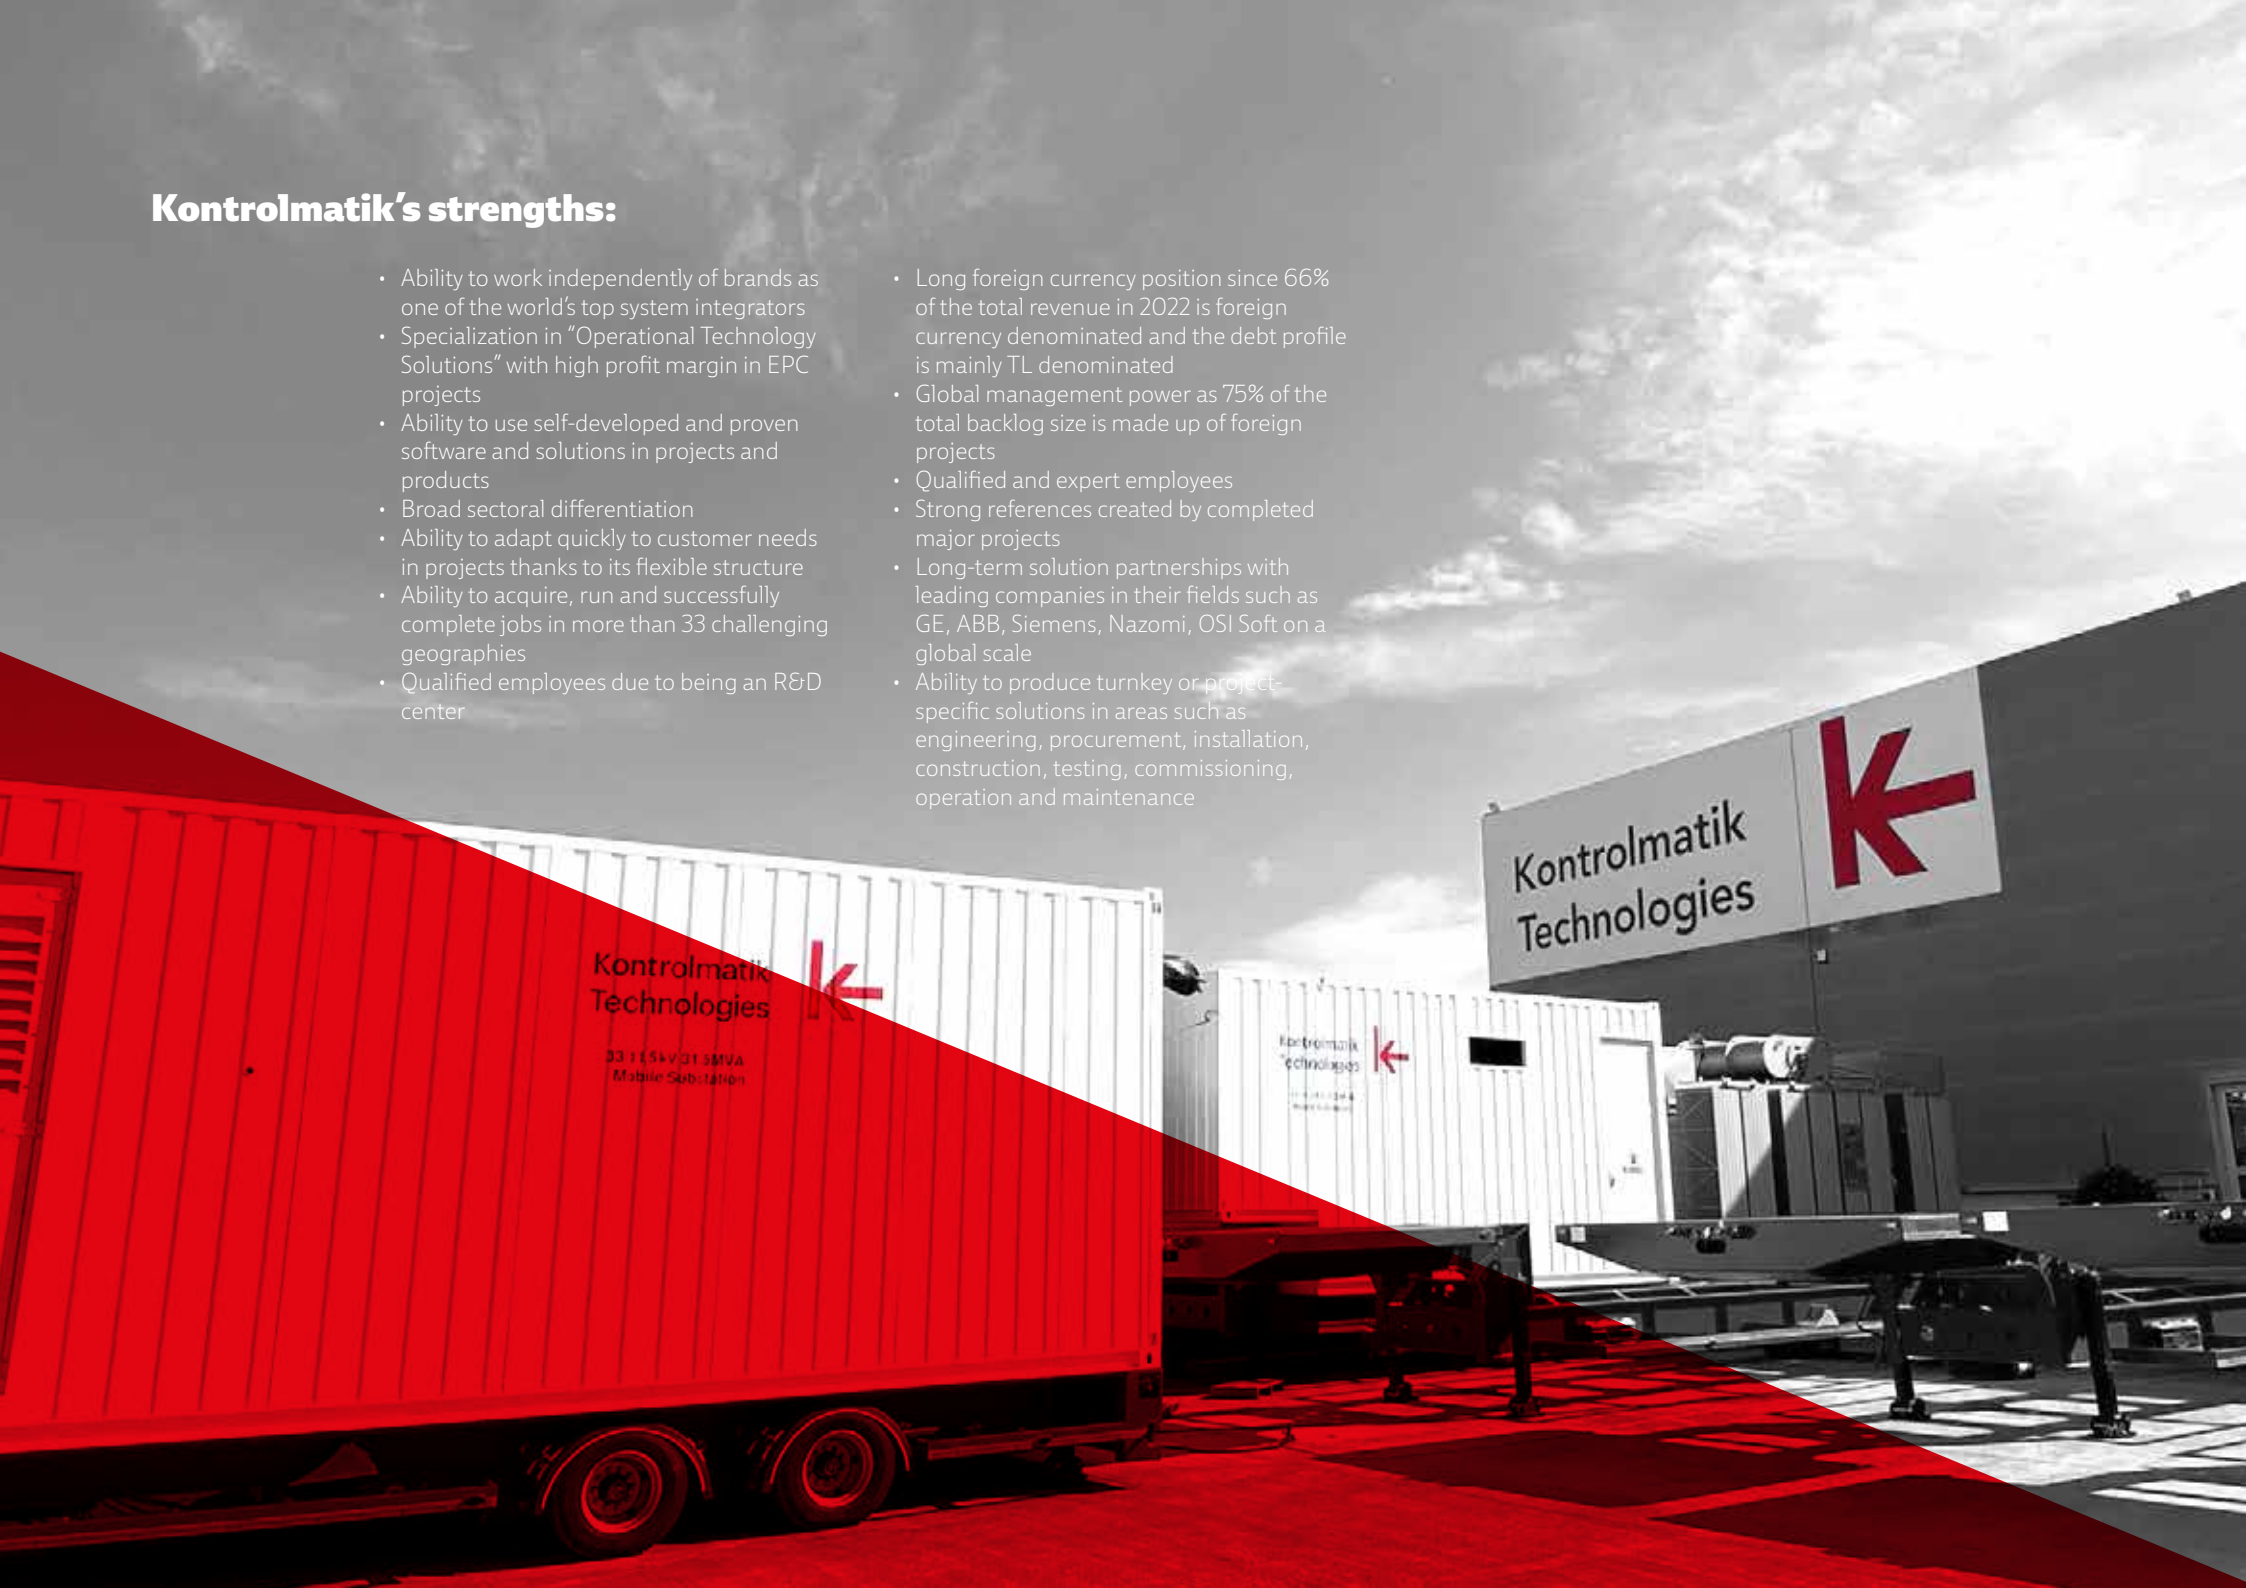 Kontrolmatik’s strengths:
• Ability to work independently of brands as
one of the world’s top system integrators
• Specialization in “Operational Technology
Solutions” with high profit margin in EPC
projects
• Ability to use self-developed and proven
software and solutions in projects and
products
• Broad sectoral differentiation
• Ability to adapt quickly to customer needs
in projects thanks to its flexible structure
• Ability to acquire, run and successfully
complete jobs in more than 33 challenging
geographies
• Qualified employees due to being an R&D
center
• Long foreign currency position since 66%
of the total revenue in 2022 is foreign
currency denominated and the debt profile
is mainly TL denominated
• Global management power as 75% of the
total backlog size is made up of foreign
projects
• Qualified and expert employees
• Strong references created by completed
major projects
• Long-term solution partnerships with
leading companies in their fields such as
GE, ABB, Siemens, Nazomi, OSI Soft on a
global scale
• Ability to produce turnkey or project-
specific solutions in areas such as
engineering, procurement, installation,
construction, testing, commissioning,
operation and maintenance
Kontrolmatik
Technologies
Kontrolmatik
Technologies
Mobile Substation
Kontrolmatik
Technologies